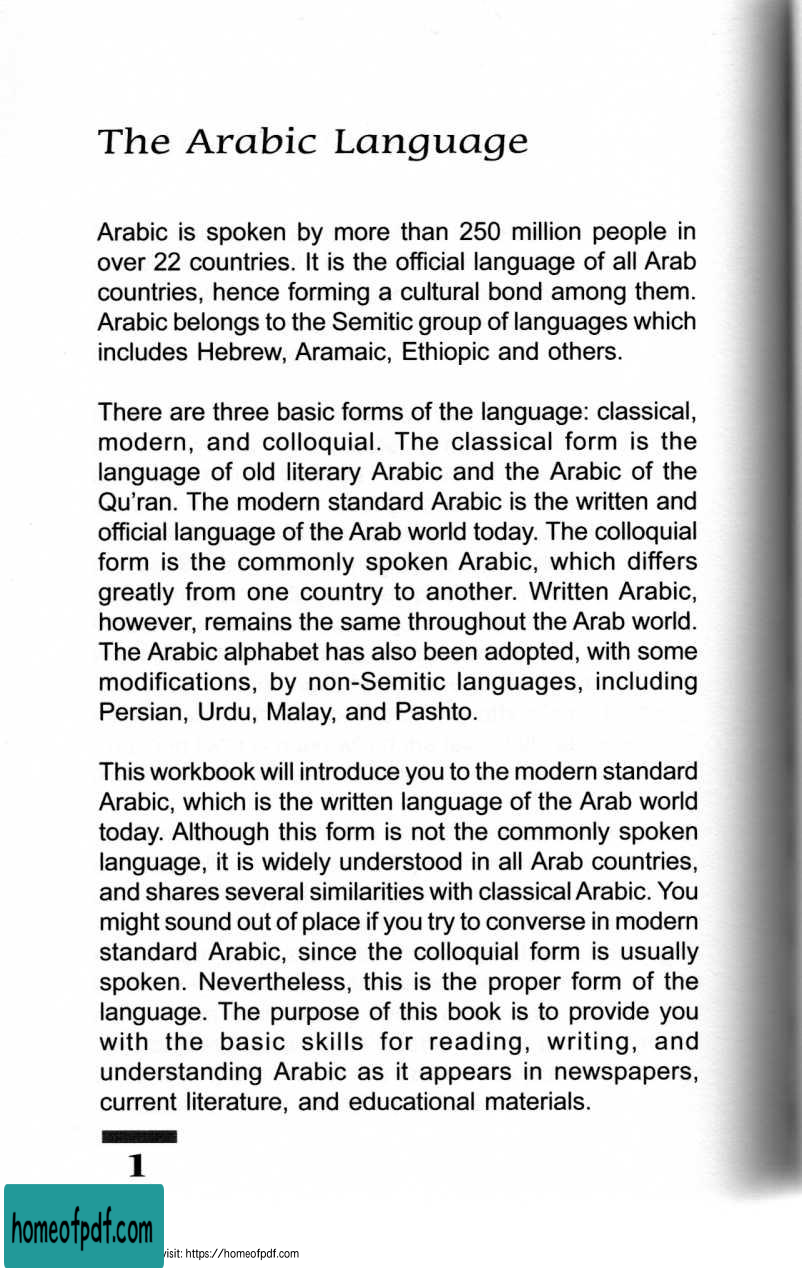 The Arabic Language
Arabic is spoken by more than 250 million people in
over 22 countries. It is the official language of all Arab
countries, hence forming a cultural bond among them.
Arabic belongs to the Semitic group of languages which
includes Hebrew, Aramaic, Ethiopic and others.
There are three basic forms of the language: classical,
modern, and colloquial. The classical form is the
language of old literary Arabic and the Arabic of the
Qu'ran. The modern standard Arabic is the written and
official language of the Arab world today. The colloquial
form is the commonly spoken Arabic, which differs
greatly from one country to another. Written Arabic,
however, remains the same throughout the Arab world.
The Arabic alphabet has also been adopted, with some
modifications, by non-Semitic languages, including
Persian, Urdu, Malay, and Pashto.
This workbook will introduce you to the modern standard
Arabic, which is the written language of the Arab world
today. Although this form is not the commonly spoken
language, it is widely understood in all Arab countries,
and shares several similarities with classical Arabic. You
might sound out of place if you try to converse in modern
standard Arabic, since the colloquial form is usually
spoken. Nevertheless, this is the proper form of the
language. The purpose of this book is to provide you
with the basic skills for reading, writing, and
understanding Arabic as it appears in newspapers,
current literature, and educational materials.
1
homeofpdf.com
visit: https://homeofpdf.com